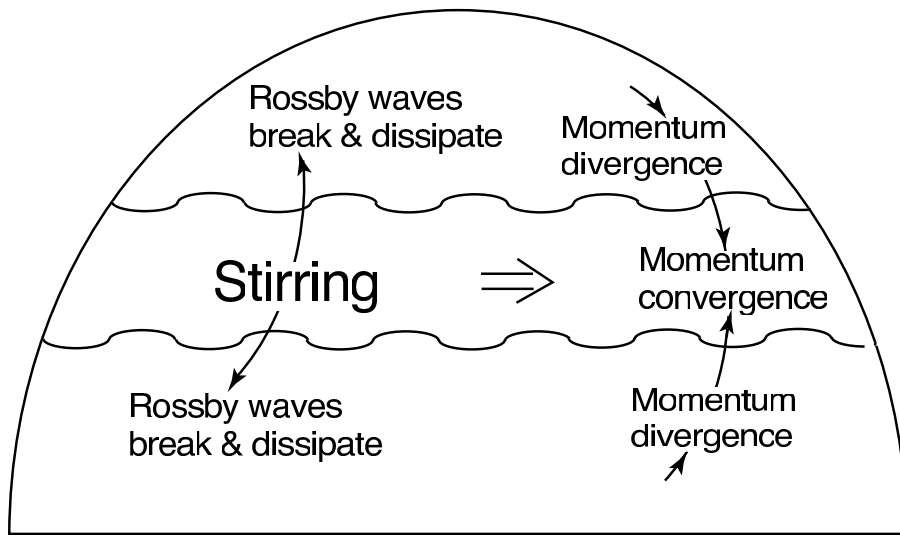 Rossby waves
break & dissipate
Momentum
divergence
Stirring
Momentum
convergence
Rossby waves
break & dissipate
Momentum
divergence